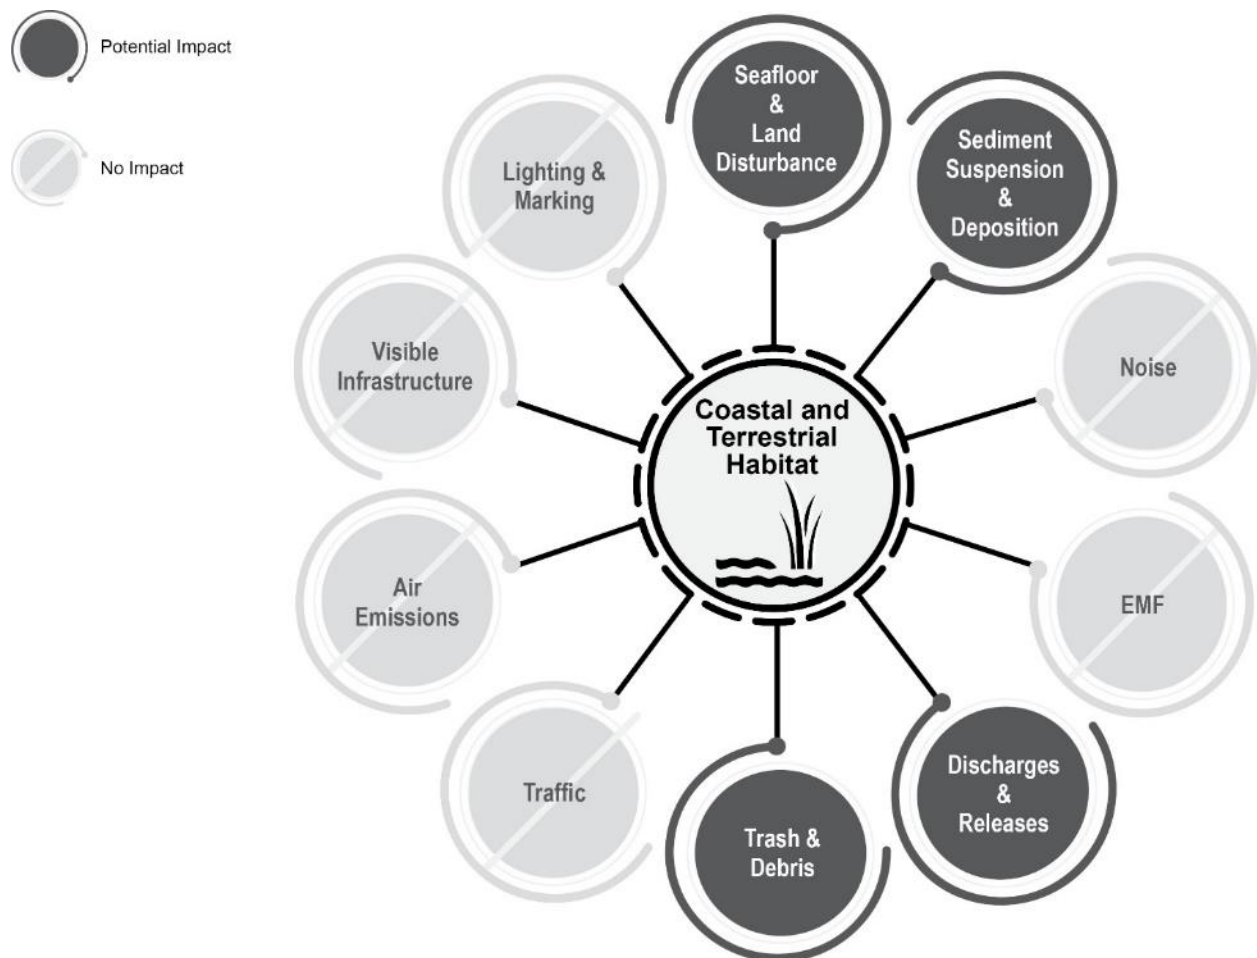 Potential Impact
No Impact
Seafloor
&
Land
Disturbance
Sediment
Suspension
&
Deposition
Noise
EMF
Discharges
&
Releases
Trash &
Debris
Traffic
Air
Emissions
Visible
Infrastructure
Lighting &
Marking
Coastal and
Terrestrial
Habitat